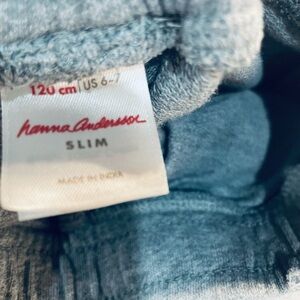 120 cm | US 6-7
hanna Andersson
SLIM
MADE IN INDIA